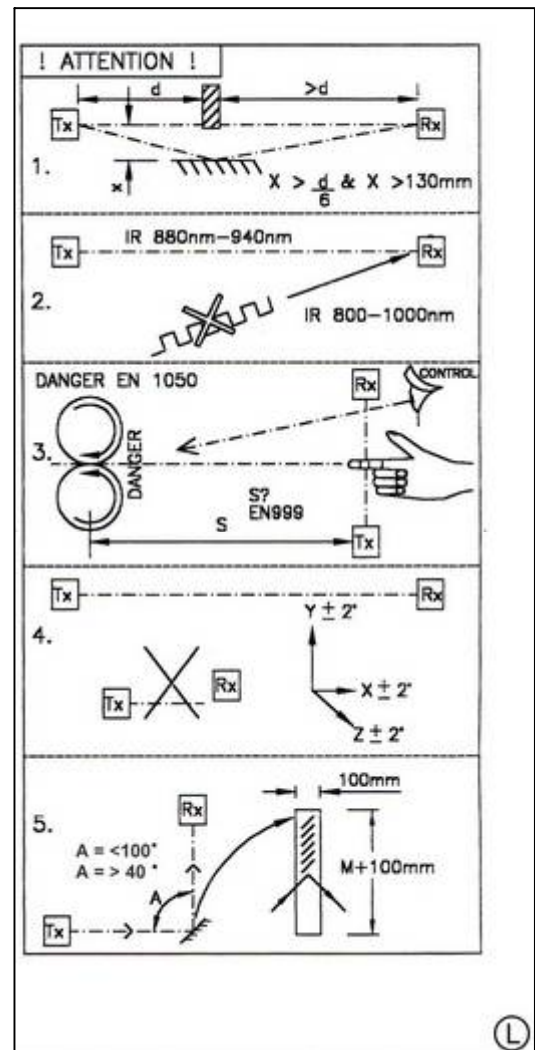 ! ATTENTION !
d >d
Tx Rx
x
1. X > d/6 & X >130mm
IR 880nm-940nm
Tx Rx
2.
IR 800-1000nm
DANGER EN 1050
CONTROL
Rx
3. DANGER
S?
EN999
S
Tx
Tx Rx
4.
Y ± 2°
Rx
Tx
X ± 2°
Z ± 2°
100mm
5.
Rx
A = <100°
A = > 40 °
M+100mm
A
Tx
L